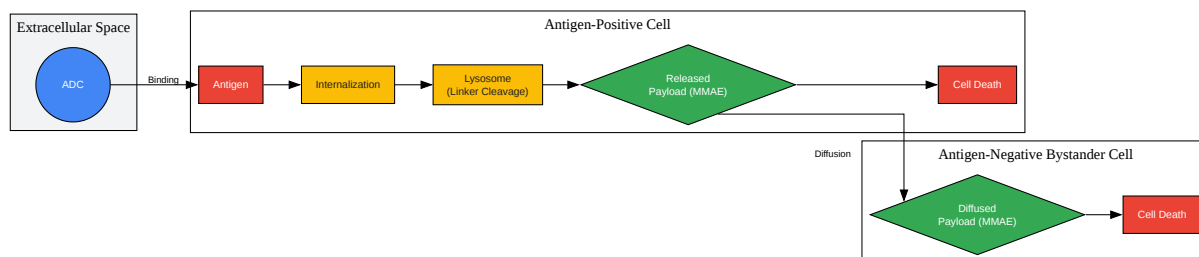 Extracellular Space
ADC
Binding
Antigen-Positive Cell
Antigen
Internalization
Lysosome
(Linker Cleavage)
Released
Payload (MMAE)
Cell Death
Diffusion
Antigen-Negative Bystander Cell
Diffused
Payload (MMAE)
Cell Death